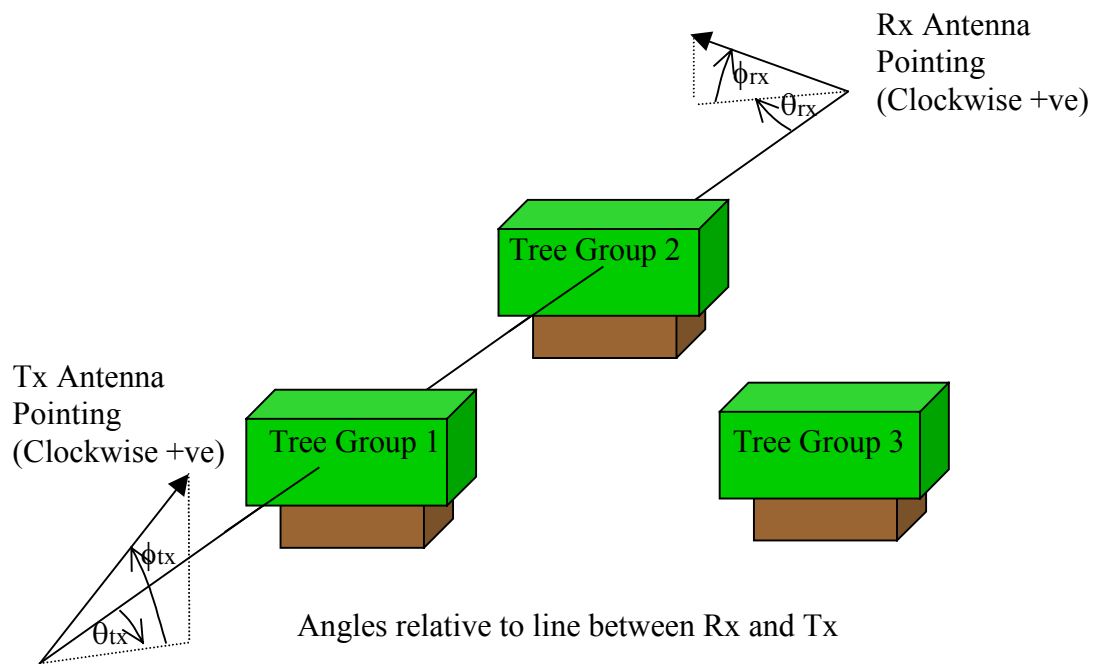 Rx Antenna
Pointing
(Clockwise +ve)
ϕrx
θrx
Tree Group 2
Tx Antenna
Pointing
(Clockwise +ve)
Tree Group 1
Tree Group 3
ϕtx
θtx
Angles relative to line between Rx and Tx